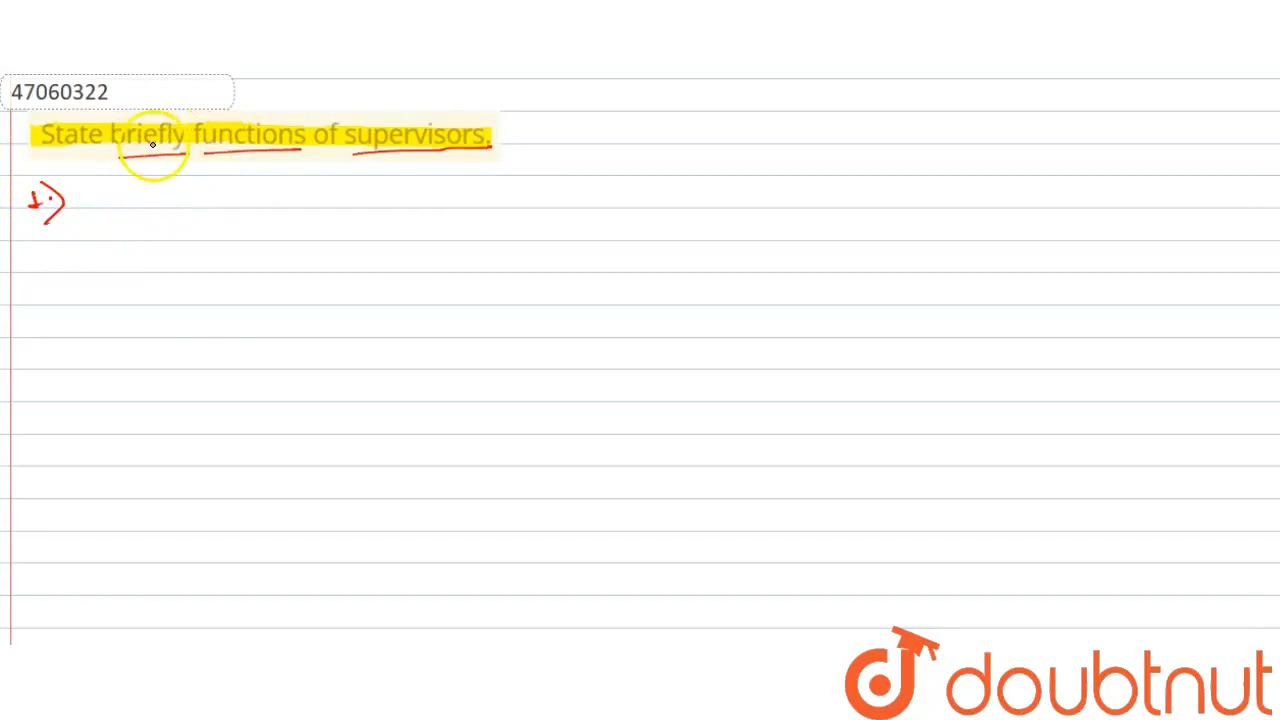 47060322
State briefly functions of supervisors.
1.)
doubtnut